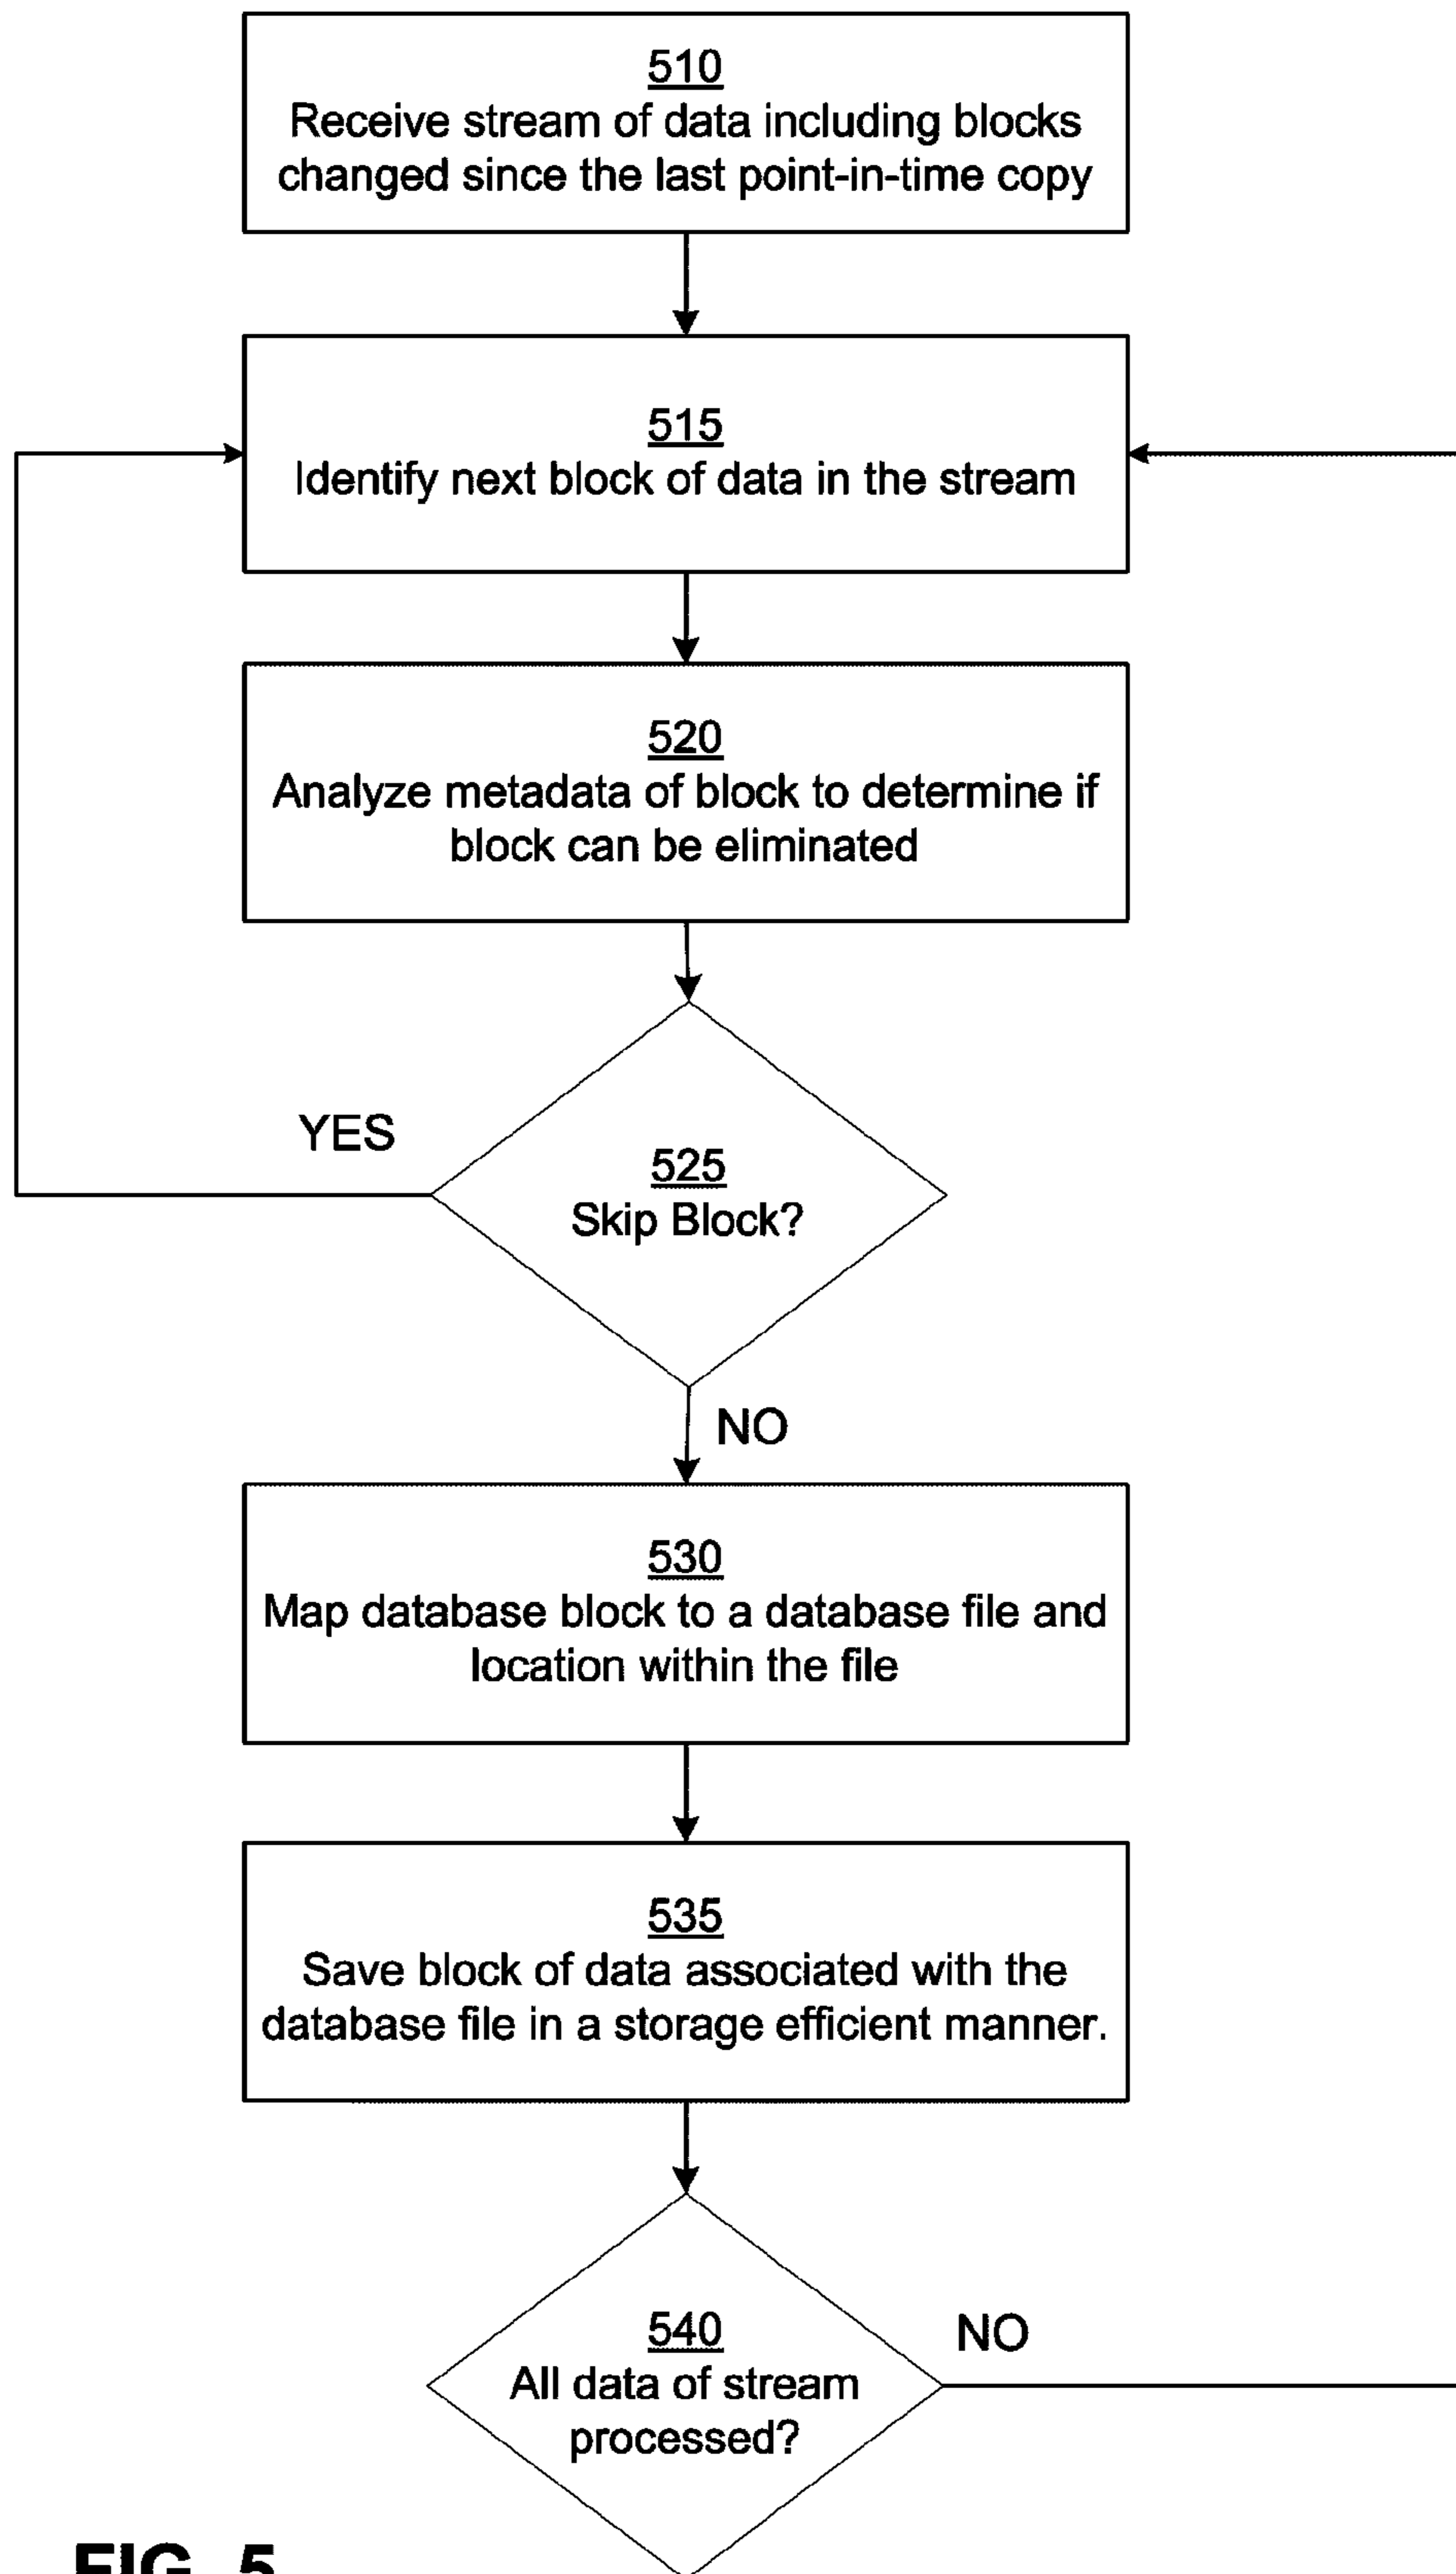 510
Receive stream of data including blocks
changed since the last point-in-time copy
515
Identify next block of data in the stream
520
Analyze metadata of block to determine if
block can be eliminated
YES
525
Skip Block?
NO
530
Map database block to a database file and
location within the file
535
Save block of data associated with the
database file in a storage efficient manner.
540
NO
All data of stream
processed?
FIG. 5